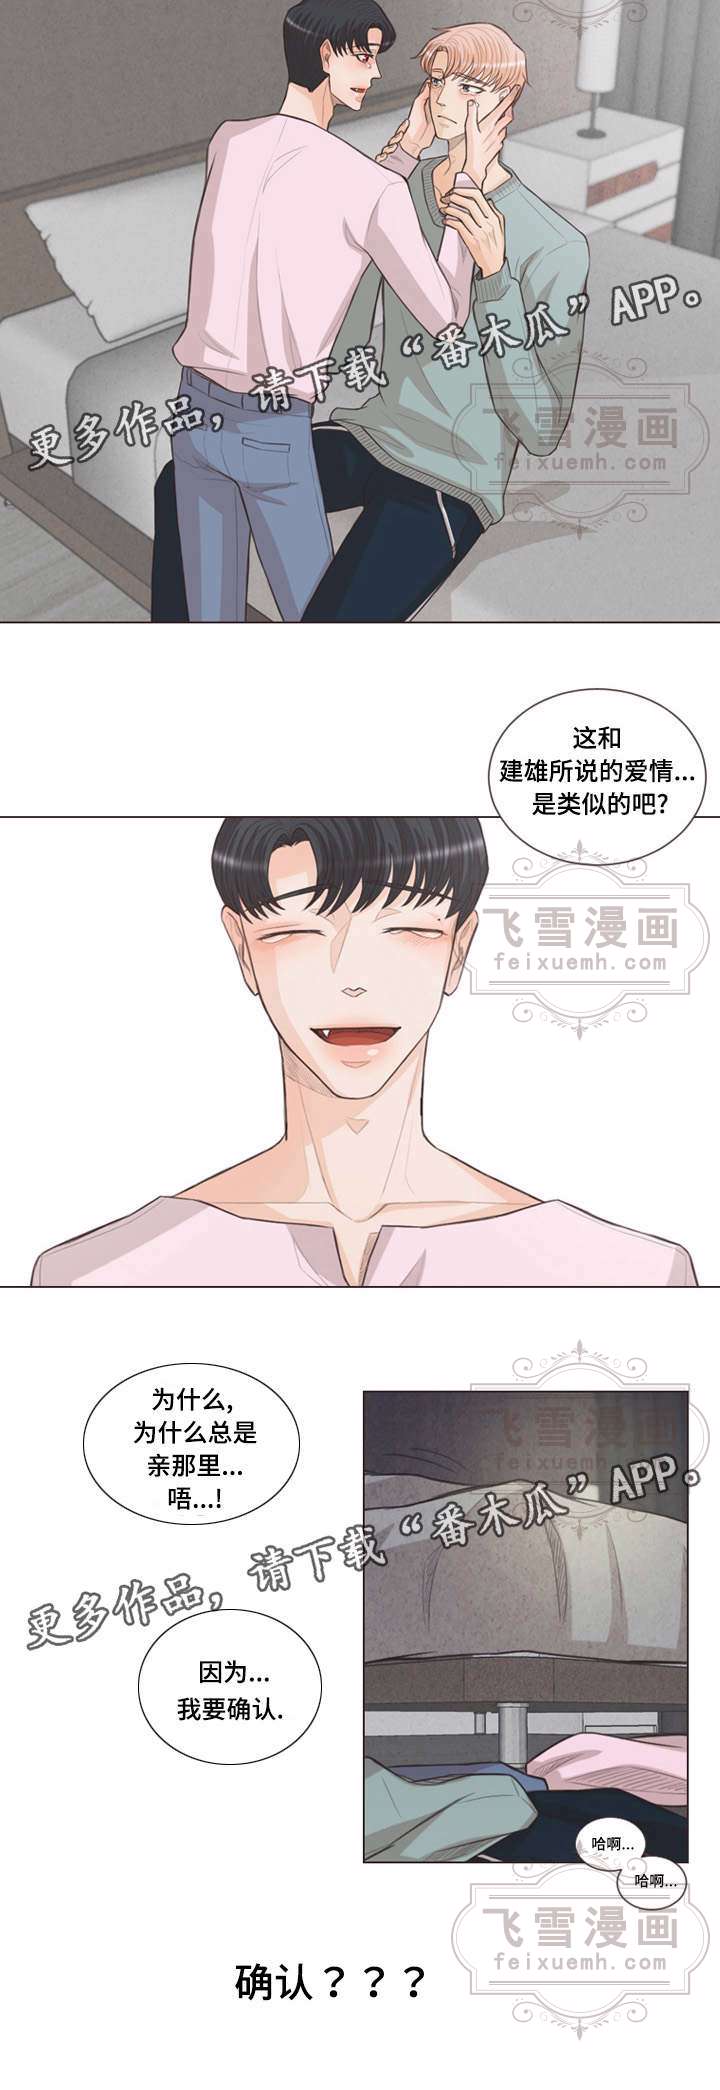 更多作品，请下载“番木瓜”APP。
飞雪漫画
feixuemh.com
这和
建雄所说的爱情...
是类似的吧?
飞雪漫画
feixuemh.com
为什么,
为什么总是
亲那里...
唔...!
飞雪漫画
feixuemh.com
更多作品，请下载“番木瓜”APP。
因为...
我要确认.
哈啊...
哈啊...
飞雪漫画
feixuemh.com
确认？？？